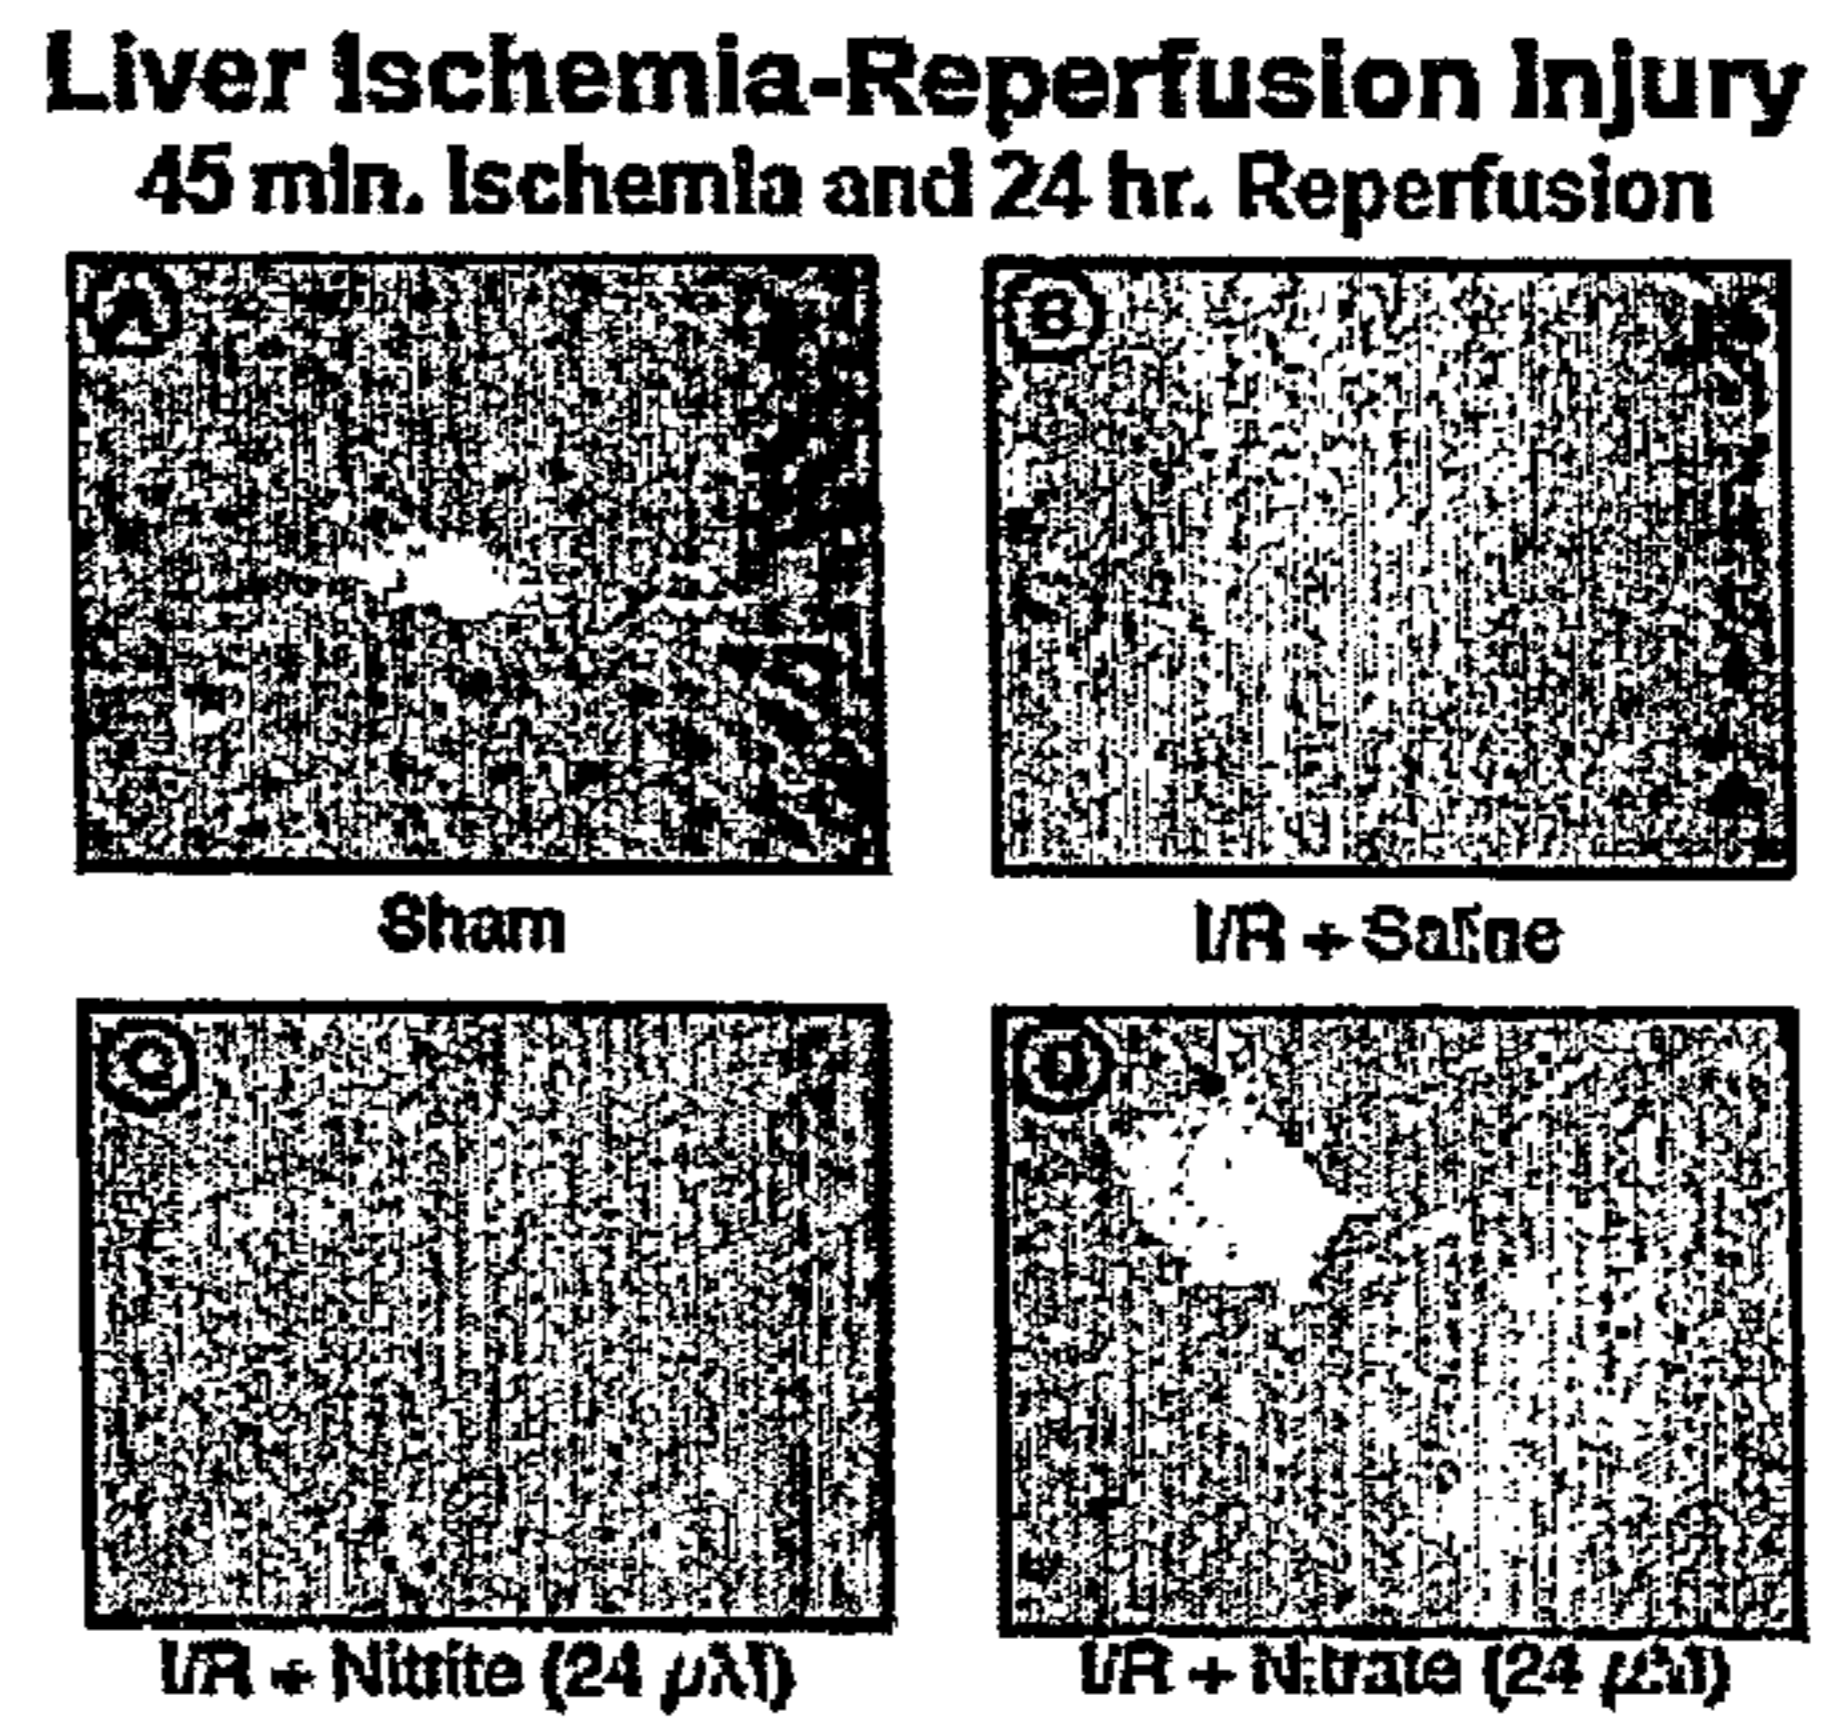 Liver Ischemia-Reperfusion Injury
45 min. Ischemia and 24 hr. Reperfusion
A
B
Sham
I/R + Saline
C
D
I/R + Nitrite (24 μM)
I/R + Nitrate (24 μM)